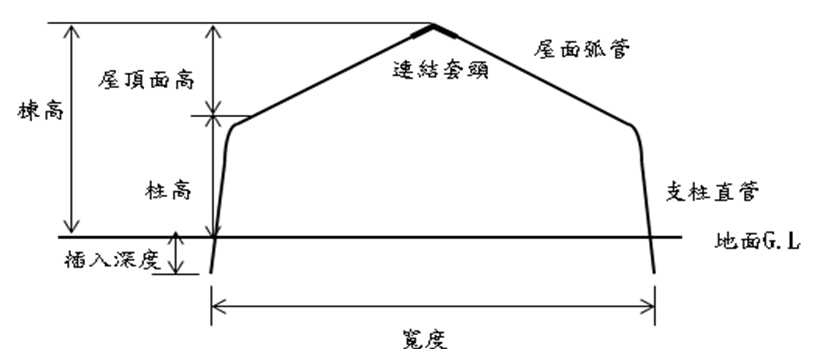 屋面弧管
連結套頭
屋頂面高
棟高
柱高
支柱直管
地面G.L
插入深度
寬度